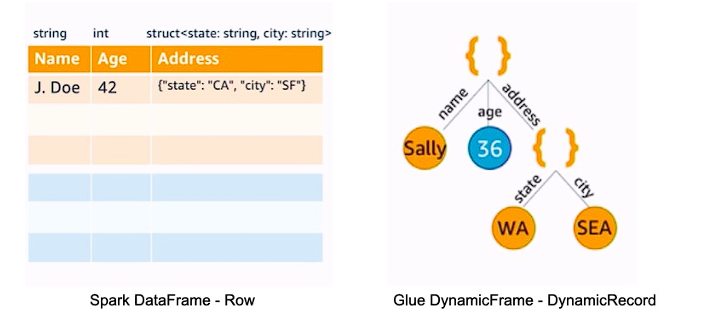 string int struct<state: string, city: string>
Name Age Address
J. Doe 42 {"state": "CA", "city": "SF"}
Spark DataFrame - Row
{ }
name age address
Sally 36 { }
state city
WA SEA
Glue DynamicFrame - DynamicRecord